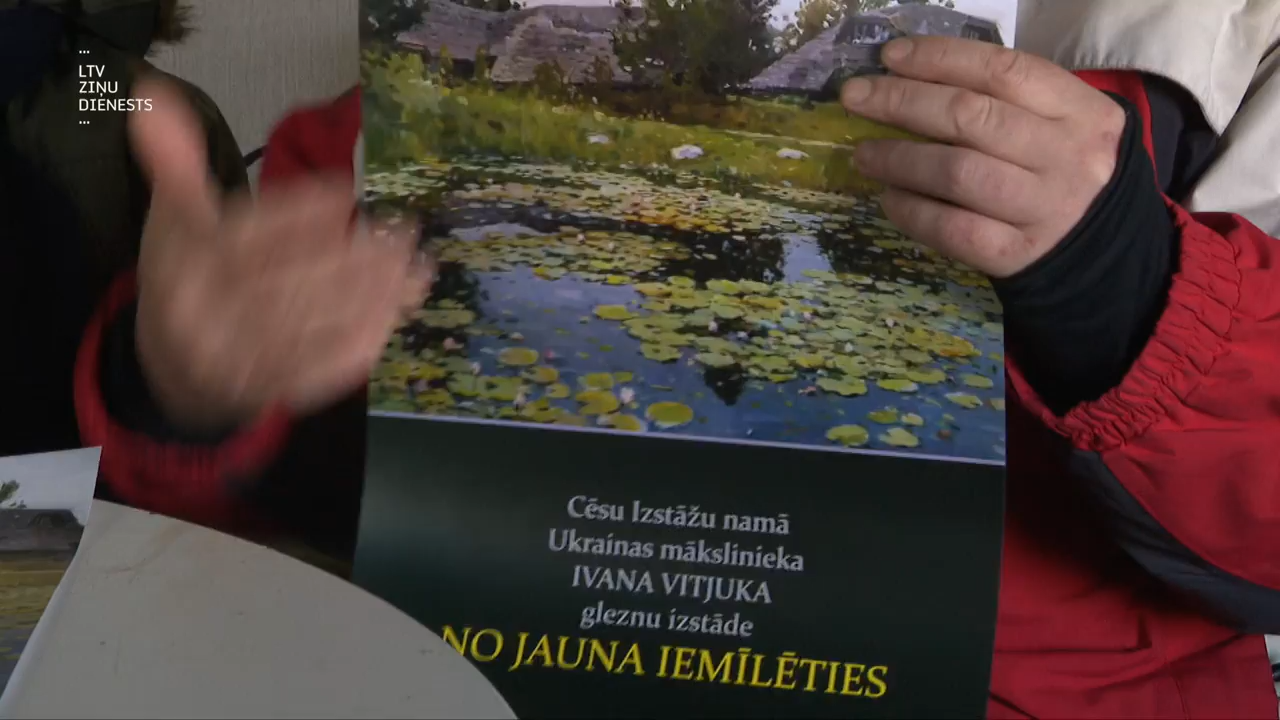 ...
LTV
ZIŅU
DIENESTS
...
Cēsu Izstāžu namā
Ukrainas mākslinieka
IVANA VITJUKA
gleznu izstāde
NO JAUNA IEMĪLĒTIES